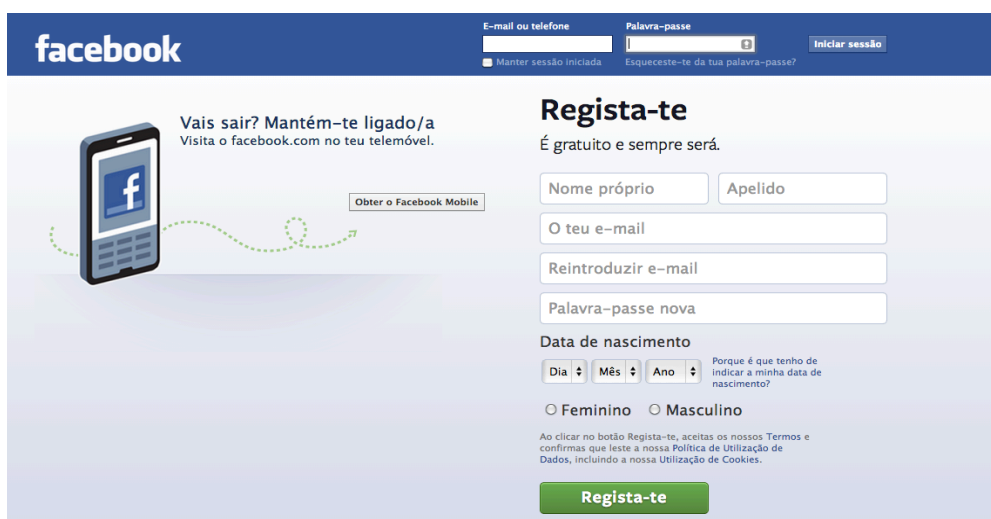 facebook
E-mail ou telefone
Palavra-passe
Iniciar sessão
Manter sessão iniciada
Esqueceste-te da tua palavra-passe?
Vais sair? Mantém-te ligado/a
Visita o facebook.com no teu telemóvel.
f
Obter o Facebook Mobile
Regista-te
É gratuito e sempre será.
Nome próprio
Apelido
O teu e-mail
Reintroduzir e-mail
Palavra-passe nova
Data de nascimento
Dia
Mês
Ano
Porque é que tenho de
indicar a minha data de
nascimento?
Feminino
Masculino
Ao clicar no botão Regista-te, aceitas os nossos Termos e
confirmas que leste a nossa Política de Utilização de
Dados, incluindo a nossa Utilização de Cookies.
Regista-te